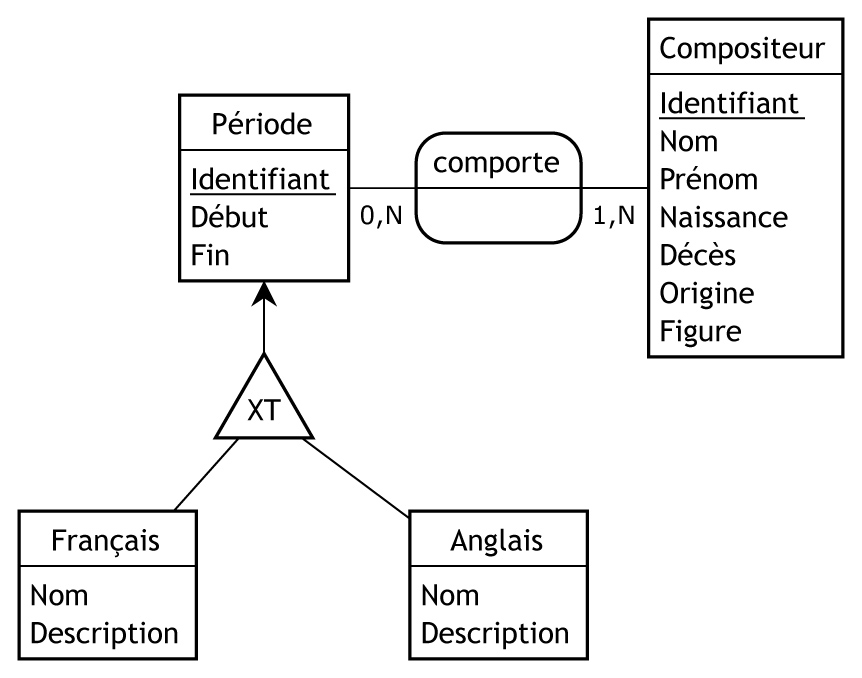 Compositeur
Identifiant
Nom
Prénom
Naissance
Décès
Origine
Figure
Période
Identifiant
Début
Fin
comporte
0,N
1,N
XT
Français
Nom
Description
Anglais
Nom
Description